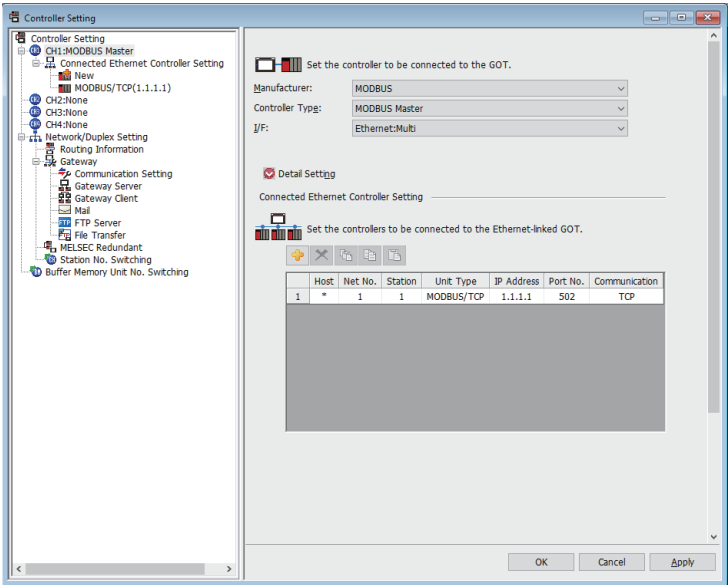 Controller Setting
Controller Setting
CH1:MODBUS Master
Connected Ethernet Controller Setting
New
MODBUS/TCP(1.1.1.1)
CH2:None
CH3:None
CH4:None
Network/Duplex Setting
Routing Information
Gateway
Communication Setting
Gateway Server
Gateway Client
Mail
FTP FTP Server
File Transfer
MELSEC Redundant
Station No. Switching
Buffer Memory Unit No. Switching
Set the controller to be connected to the GOT.
Manufacturer: MODBUS
Controller Type: MODBUS Master
I/F: Ethernet:Multi
Detail Setting
Connected Ethernet Controller Setting
Set the controllers to be connected to the Ethernet-linked GOT.
Host Net No. Station Unit Type IP Address Port No. Communication
1 * 1 1 MODBUS/TCP 1.1.1.1 502 TCP
OK Cancel Apply